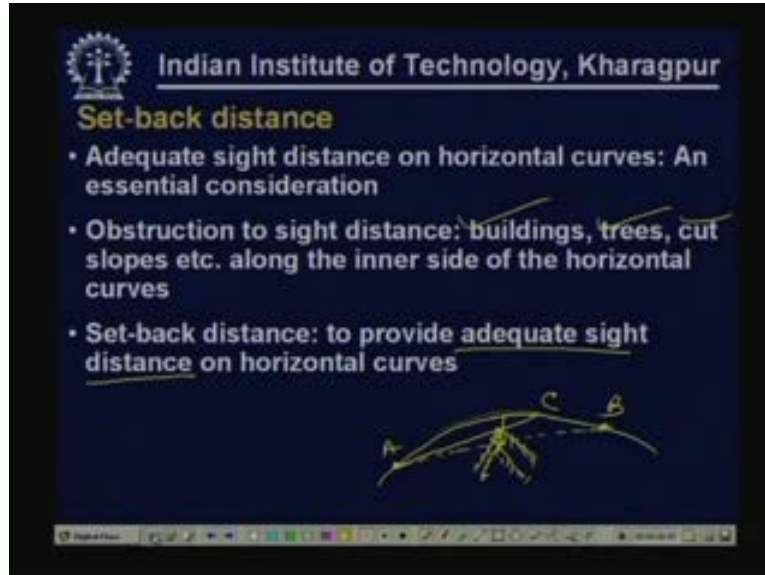 Indian Institute of Technology, Kharagpur
Set-back distance
• Adequate sight distance on horizontal curves: An
essential consideration
• Obstruction to sight distance: buildings, trees, cut
slopes etc. along the inner side of the horizontal
curves
• Set-back distance: to provide adequate sight
distance on horizontal curves
A
C
B